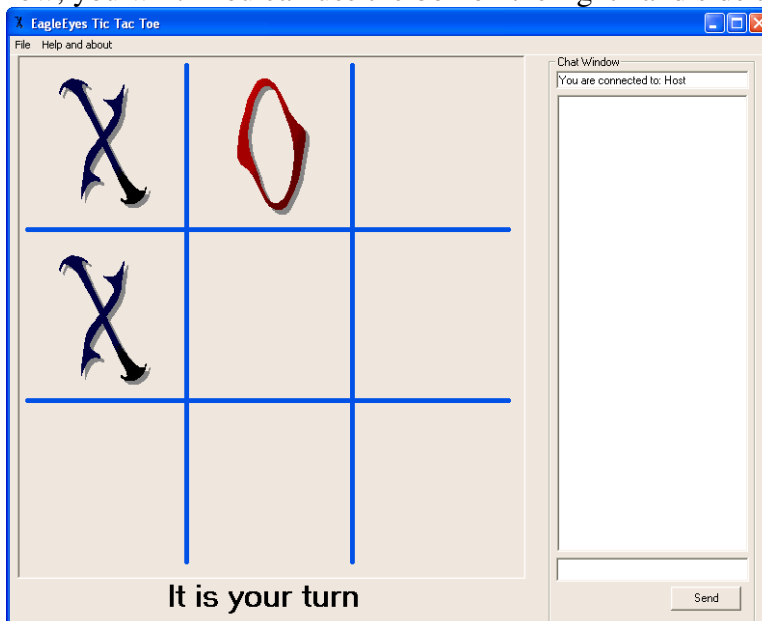 EagleEyes Tic Tac Toe
File Help and about
X O
X
It is your turn
Chat Window
You are connected to: Host
Send